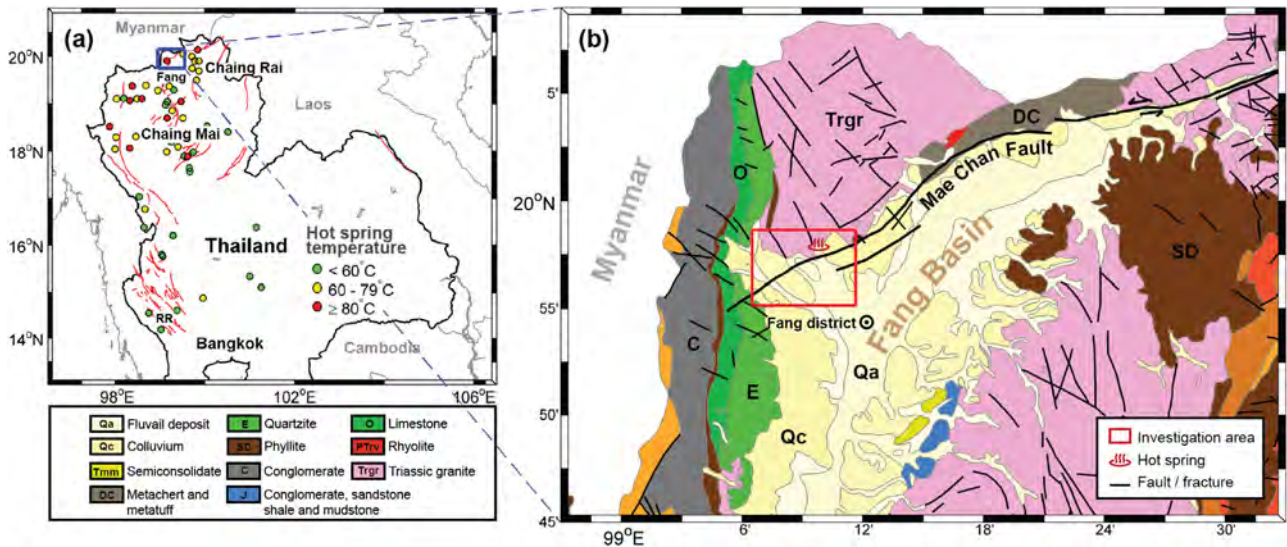 (a)
Myanmar
20°N
18°N
16°N
14°N
Fang
Chaing Rai
Laos
Chaing Mai
Thailand
Hot spring
temperature
< 60°C
60 - 79°C
≥ 80°C
RR
Bangkok
Cambodia
98°E
102°E
106°E
Qa Fluvail deposit
Qc Colluvium
Tmm Semiconsolidate
DC Metachert and
metatuff
E Quartzite
SD Phyllite
C Conglomerate
J Conglomerate, sandstone
shale and mudstone
O Limestone
PTrv Rhyolite
Trgr Triassic granite
(b)
5'
20°N
55'
50'
45'
Myanmar
Trgr
DC
O
Mae Chan Fault
SD
Fang Basin
Fang district
C
Qa
E
Qc
Investigation area
Hot spring
Fault / fracture
99°E
6'
12'
18'
24'
30'